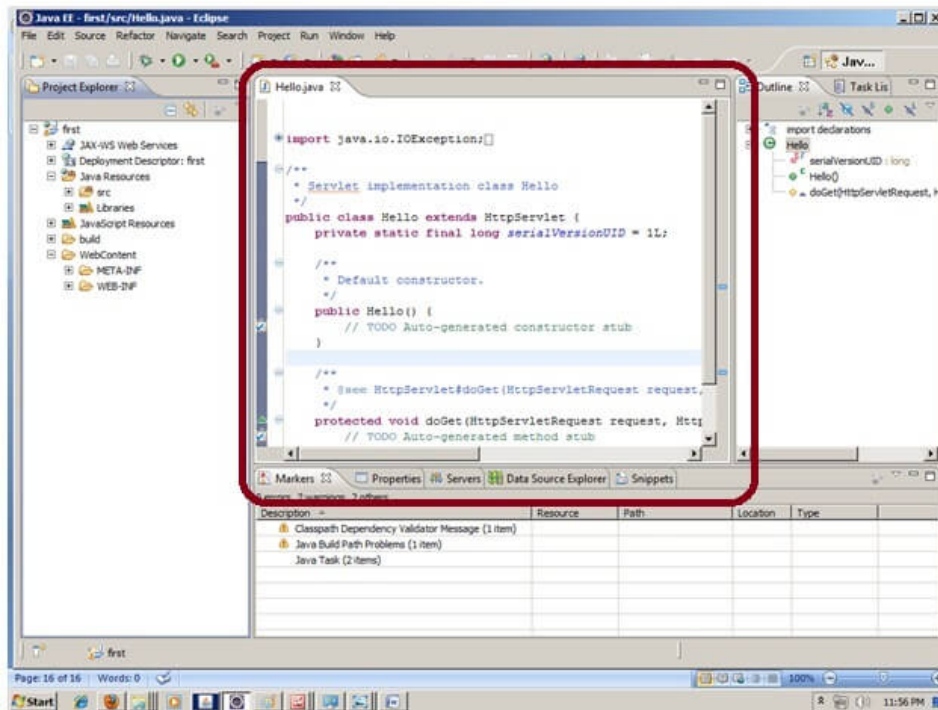 Java EE - first/src/Hello.java - Eclipse
File Edit Source Refactor Navigate Search Project Run Window Help
Jav...
Project Explorer
first
JAX-WS Web Services
Deployment Descriptor: first
Java Resources
src
Libraries
JavaScript Resources
build
WebContent
META-INF
WEB-INF
Hello.java
import java.io.IOException;
/**
* Servlet implementation class Hello
*/
public class Hello extends HttpServlet {
private static final long serialVersionUID = 1L;
/**
* Default constructor.
*/
public Hello() {
// TODO Auto-generated constructor stub
}
/**
* @see HttpServlet#doGet(HttpServletRequest request,
*/
protected void doGet(HttpServletRequest request, Http
// TODO Auto-generated method stub
Outline Task Lis
import declarations
Hello
serialVersionUID : long
Hello()
doGet(HttpServletRequest, H
Markers Properties Servers Data Source Explorer Snippets
errors, 7 warnings, 2 others
Description Resource Path Location Type
Classpath Dependency Validator Message (1 item)
Java Build Path Problems (1 item)
Java Task (2 items)
first
Page: 16 of 16 Words: 0 100%
Start 11:56 PM